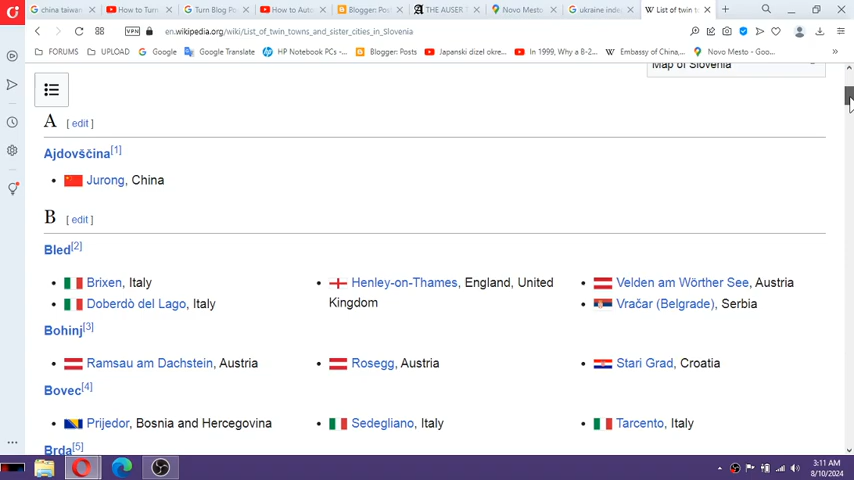 china taiwan
How to Turn
Turn Blog Po
How to Auto
Blogger: Post
THE AUSER T
Novo Mesto
ukraine inde
List of twin t
VPN
en.wikipedia.org/wiki/List_of_twin_towns_and_sister_cities_in_Slovenia
FORUMS
UPLOAD
Google
Google Translate
HP Notebook PC -...
Blogger: Posts
Japanski dizel okre...
In 1999, Why a B-2...
Embassy of China,...
Novo Mesto - Goo...
Map of Slovenia
A [ edit ]
Ajdovščina[1]
Jurong, China
B [ edit ]
Bled[2]
Brixen, Italy
Doberdò del Lago, Italy
Henley-on-Thames, England, United
Kingdom
Velden am Wörther See, Austria
Vračar (Belgrade), Serbia
Bohinj[3]
Ramsau am Dachstein, Austria
Rosegg, Austria
Stari Grad, Croatia
Bovec[4]
Prijedor, Bosnia and Hercegovina
Sedegliano, Italy
Tarcento, Italy
Brda[5]
3:11 AM
8/10/2024